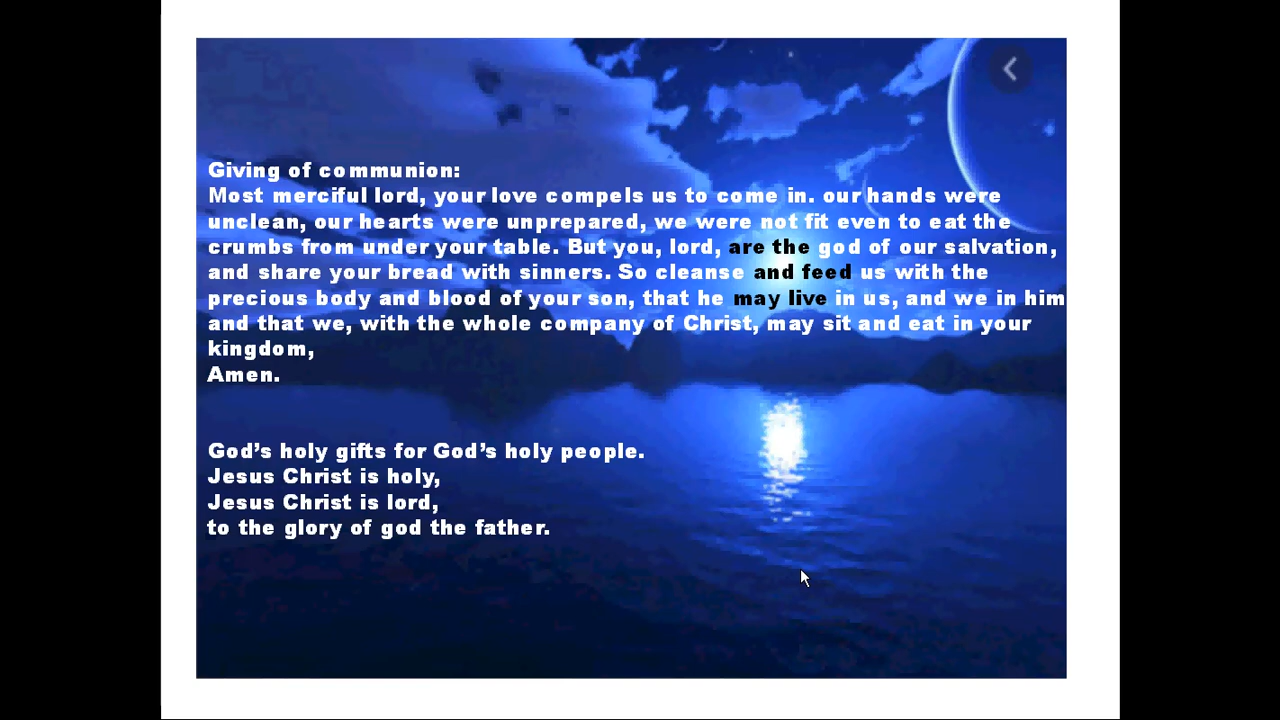 Giving of communion:
Most merciful lord, your love compels us to come in. our hands were
unclean, our hearts were unprepared, we were not fit even to eat the
crumbs from under your table. But you, lord, are the god of our salvation,
and share your bread with sinners. So cleanse and feed us with the
precious body and blood of your son, that he may live in us, and we in him
and that we, with the whole company of Christ, may sit and eat in your
kingdom,
Amen.
God’s holy gifts for God’s holy people.
Jesus Christ is holy,
Jesus Christ is lord,
to the glory of god the father.